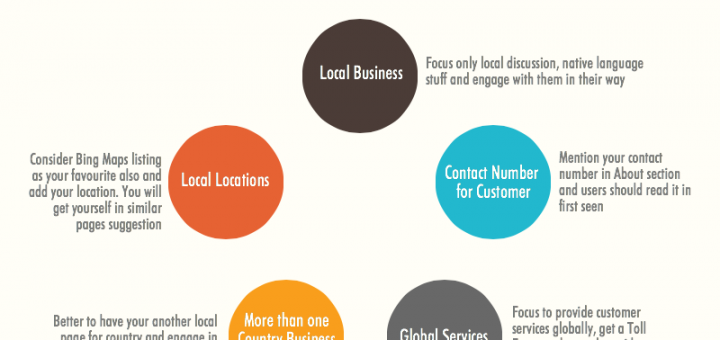 Local Business
Focus only local discussion, native language
stuff and engage with them in their way
Consider Bing Maps listing
as your favourite also and
add your location. You will
get yourself in similar
pages suggestion
Local Locations
Contact Number
for Customer
Mention your contact
number in About section
and users should read it in
first seen
Better to have your another local
page for country and engage in
More than one
Country Business
Global Services
Focus to provide customer
services globally, get a Toll